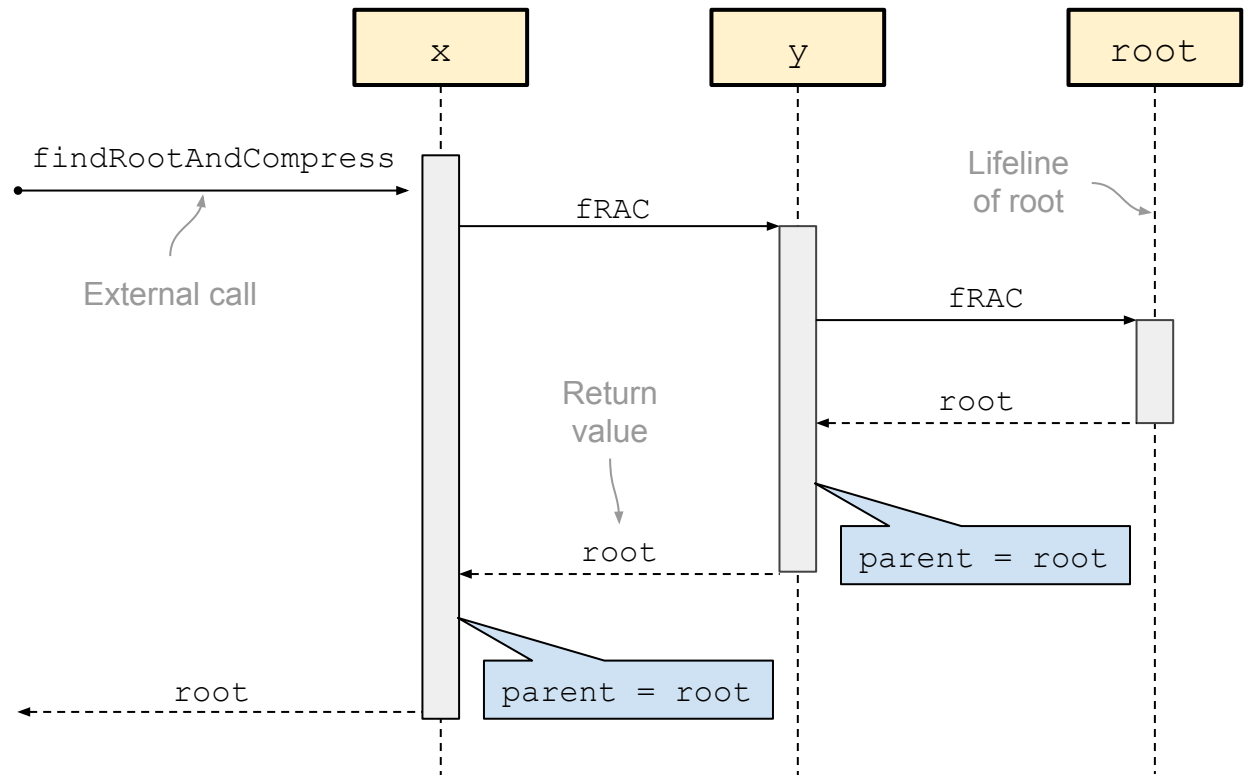 x
y
root
findRootAndCompress
Lifeline
of root
fRAC
External call
fRAC
Return
value
root
root
parent = root
parent = root
root